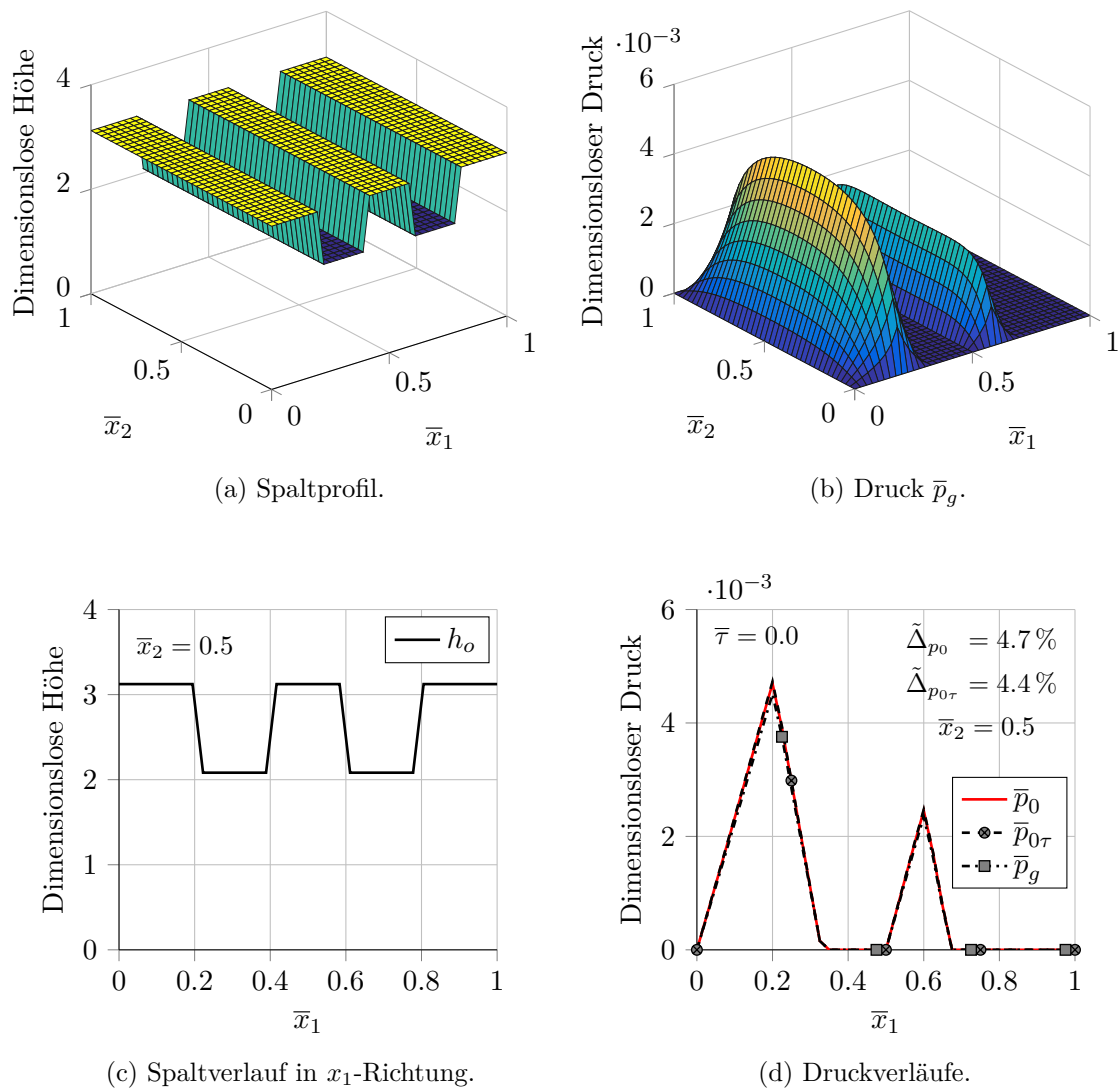 Dimensionslose Höhe
4
2
0
1
0.5
0
x̅₂
0
0.5
1
x̅₁
(a) Spaltprofil.
·10⁻³
Dimensionsloser Druck
6
4
2
0
1
0.5
0
x̅₂
0
0.5
1
x̅₁
(b) Druck p̅_g.
Dimensionslose Höhe
4
3
2
1
0
x̅₂ = 0.5
h_o
0 0.2 0.4 0.6 0.8 1
x̅₁
(c) Spaltverlauf in x₁-Richtung.
·10⁻³
Dimensionsloser Druck
6
4
2
0
τ̅ = 0.0
Δ̃_{p₀} = 4.7 %
Δ̃_{p₀τ} = 4.4 %
x̅₂ = 0.5
p̅₀
p̅₀τ
p̅_g
0 0.2 0.4 0.6 0.8 1
x̅₁
(d) Druckverläufe.